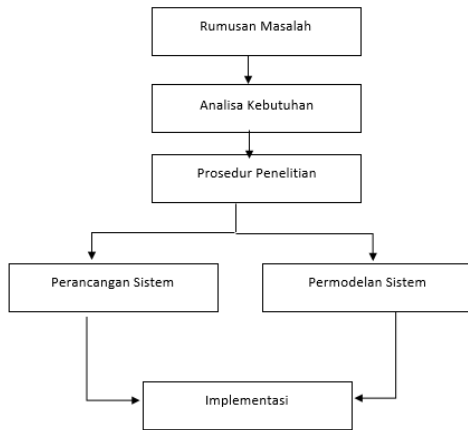 Rumusan Masalah
Analisa Kebutuhan
Prosedur Penelitian
Perancangan Sistem
Permodelan Sistem
Implementasi